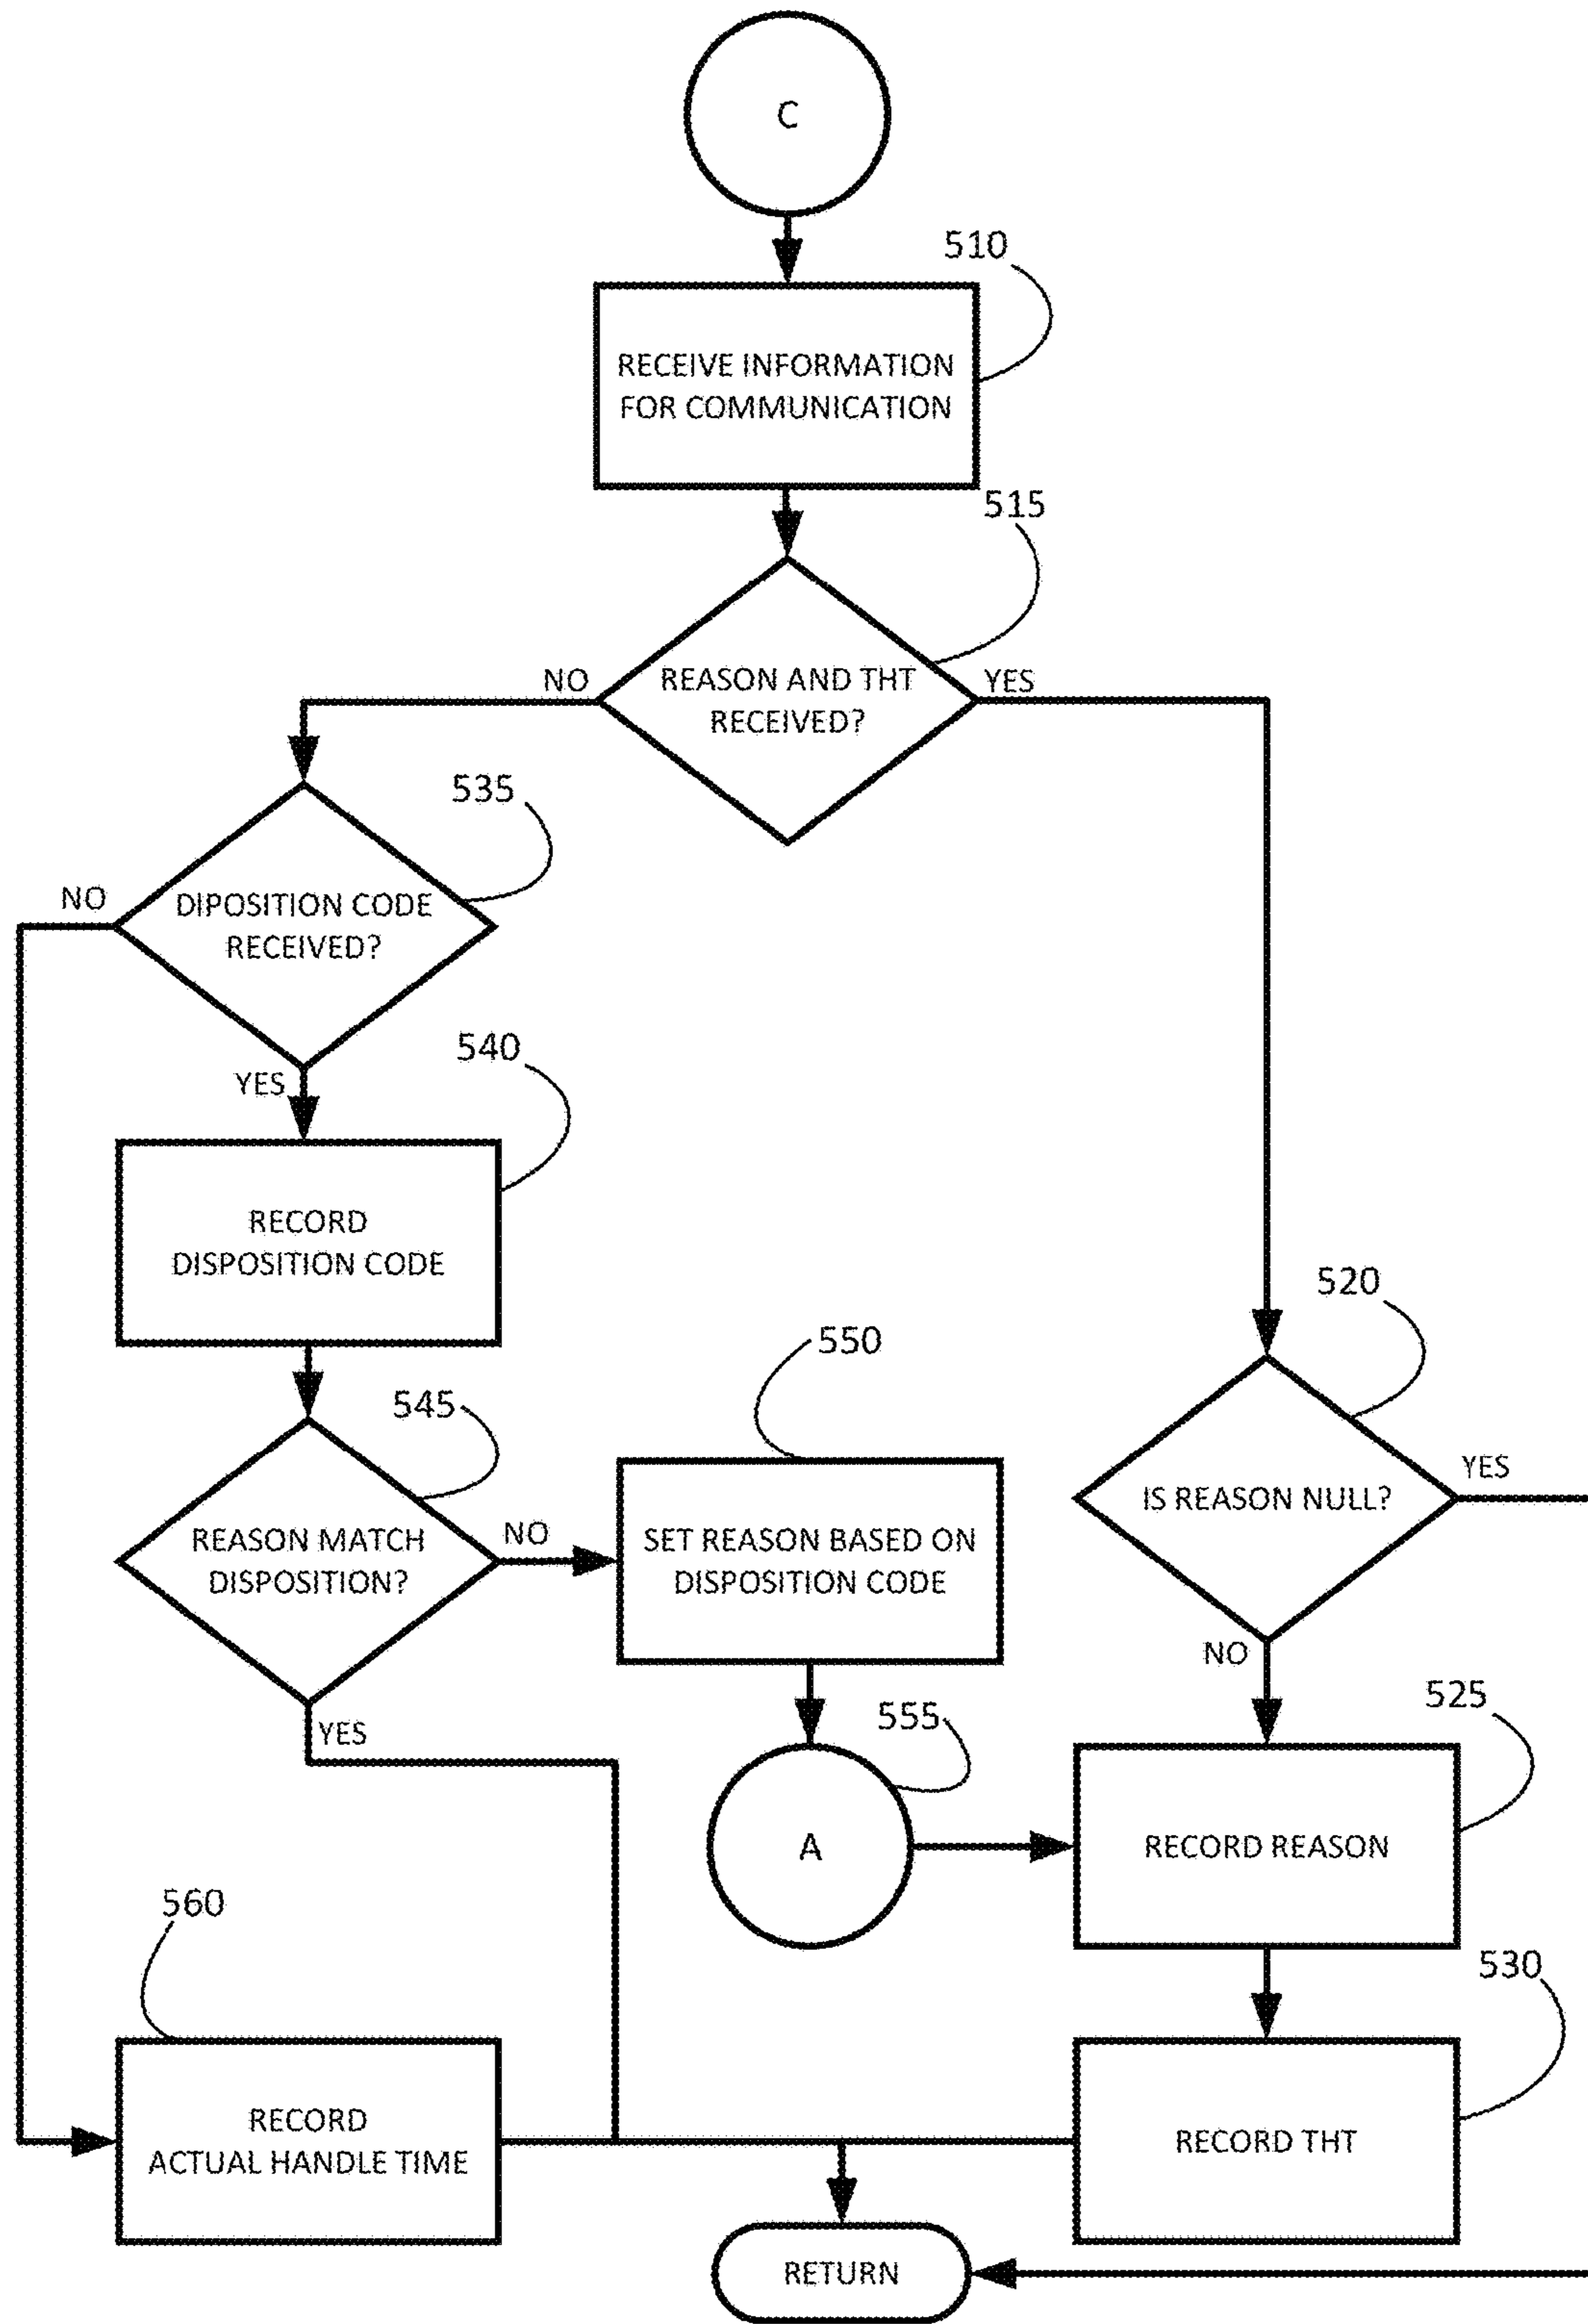 C
510
RECEIVE INFORMATION
FOR COMMUNICATION
515
NO
REASON AND THT
RECEIVED?
YES
535
NO
DIPOSITION CODE
RECEIVED?
YES
540
RECORD
DISPOSITION CODE
520
550
545
IS REASON NULL?
YES
REASON MATCH
DISPOSITION?
NO
SET REASON BASED ON
DISPOSITION CODE
NO
YES
555
525
A
RECORD REASON
560
530
RECORD
ACTUAL HANDLE TIME
RECORD THT
RETURN